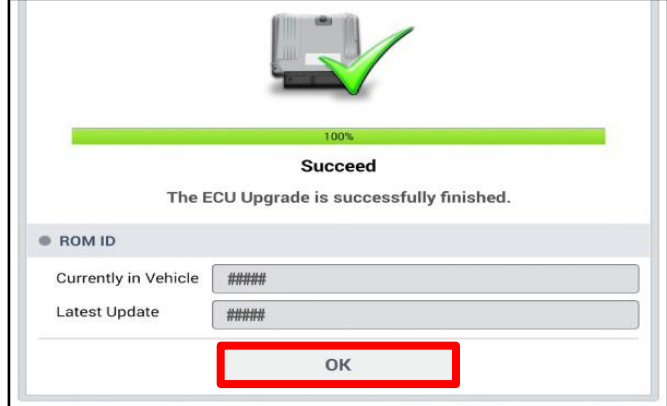 100%
Succeed
The ECU Upgrade is successfully finished.
ROM ID
Currently in Vehicle #####
Latest Update #####
OK